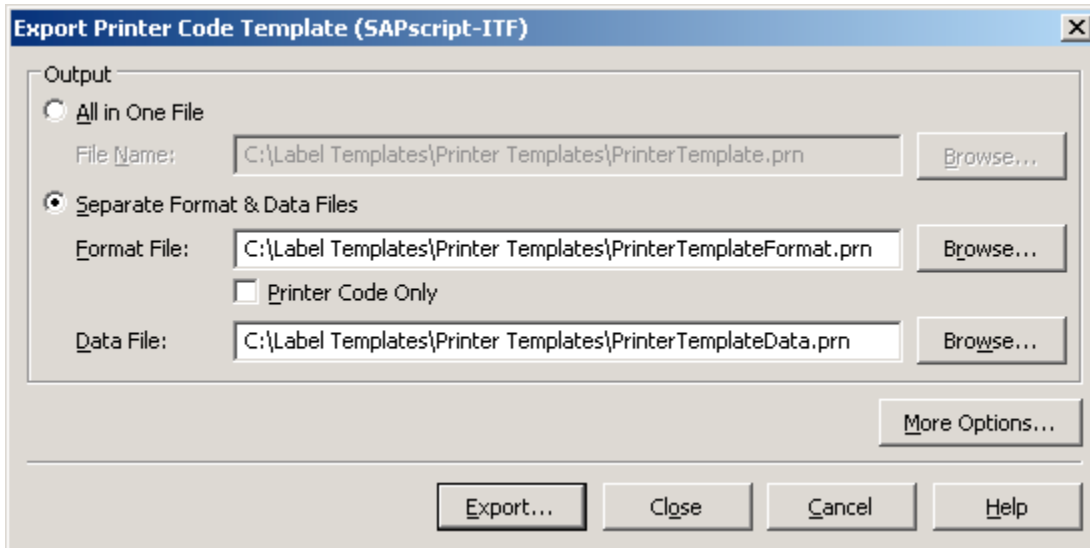 Export Printer Code Template (SAPscript-ITF)
Output
All in One File
File Name: C:\Label Templates\Printer Templates\PrinterTemplate.prn Browse...
Separate Format & Data Files
Format File: C:\Label Templates\Printer Templates\PrinterTemplateFormat.prn Browse...
Printer Code Only
Data File: C:\Label Templates\Printer Templates\PrinterTemplateData.prn Browse...
More Options...
Export... Close Cancel Help